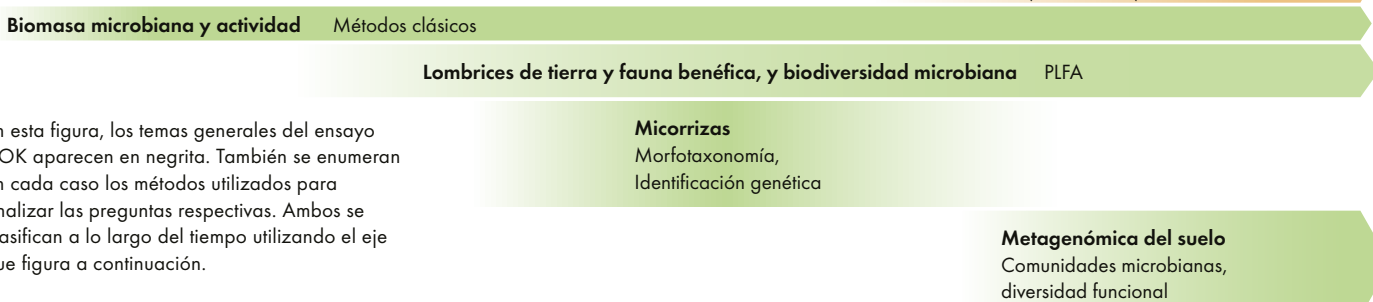 Biomasa microbiana y actividad Métodos clásicos
Lombrices de tierra y fauna benéfica, y biodiversidad microbiana PLFA
n esta figura, los temas generales del ensayo
OK aparecen en negrita. También se enumeran
n cada caso los métodos utilizados para
nalizar las preguntas respectivas. Ambos se
asifican a lo largo del tiempo utilizando el eje
ue figura a continuación.
Micorrizas
Morfotaxonomía,
Identificación genética
Metagenómica del suelo
Comunidades microbianas,
diversidad funcional